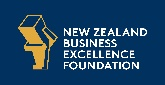 NEW ZEALAND
BUSINESS
EXCELLENCE
FOUNDATION